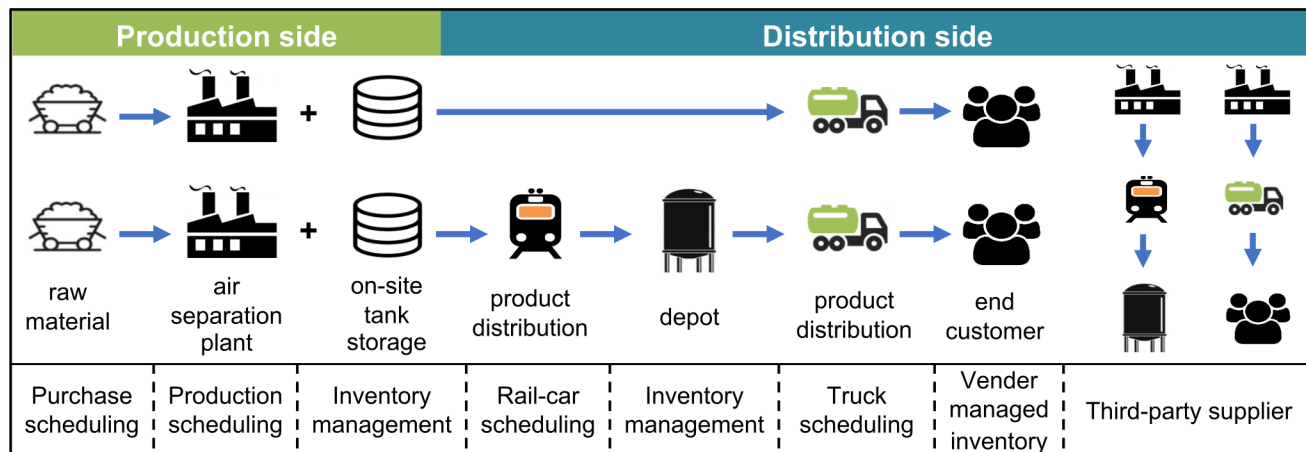 Production side
Distribution side
+
+
raw
material
air
separation
plant
on-site
tank
storage
product
distribution
depot
product
distribution
end
customer
Purchase
scheduling
Production
scheduling
Inventory
management
Rail-car
scheduling
Inventory
management
Truck
scheduling
Vender
managed
inventory
Third-party supplier